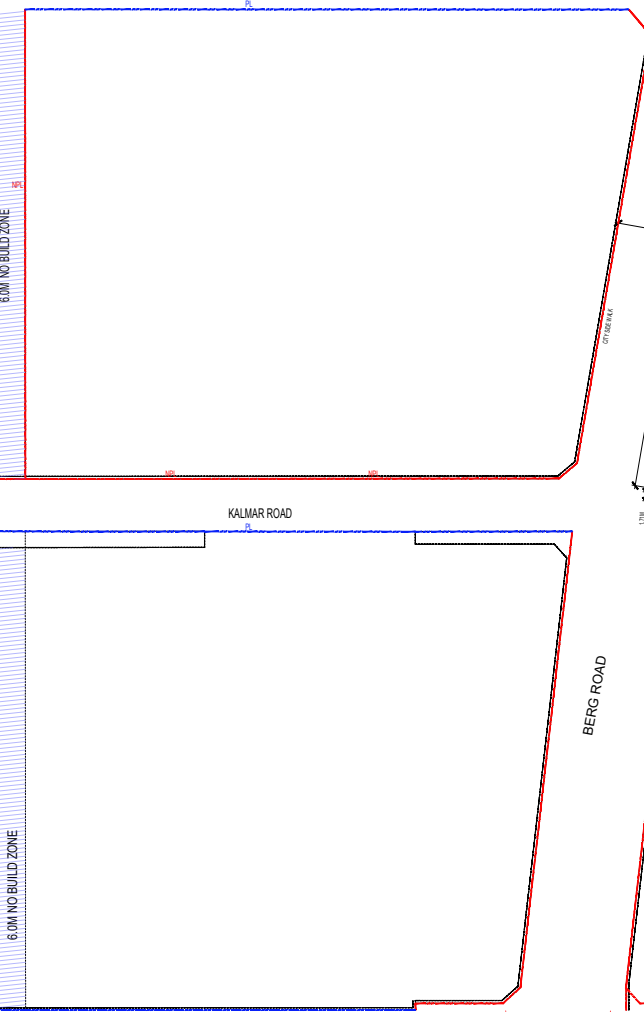 PL
NPL
6.0M NO BUILD ZONE
CITY SIDEWALK
NPL
NPL
KALMAR ROAD
PL
BERG ROAD
6.0M NO BUILD ZONE